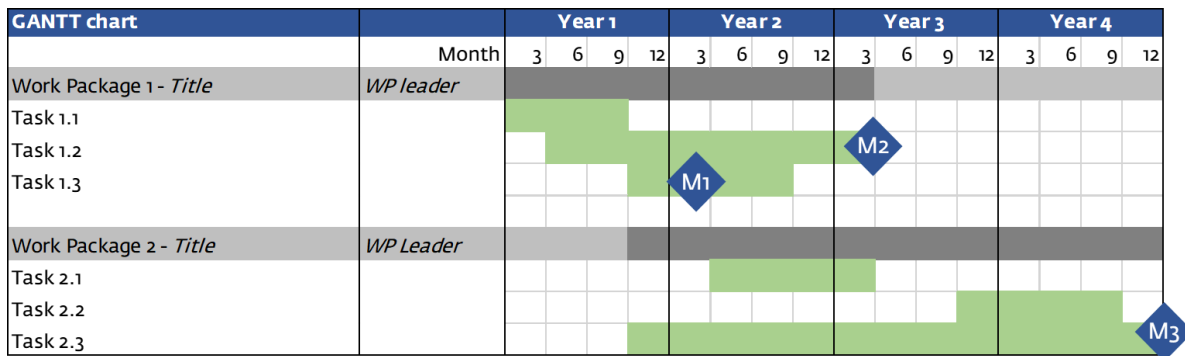 GANTT chart Year 1 Year 2 Year 3 Year 4
Month 3 6 9 12 3 6 9 12 3 6 9 12 3 6 9 12
Work Package 1 - Title WP leader
Task 1.1
Task 1.2 M2
Task 1.3 M1
Work Package 2 - Title WP Leader
Task 2.1
Task 2.2
Task 2.3 M3